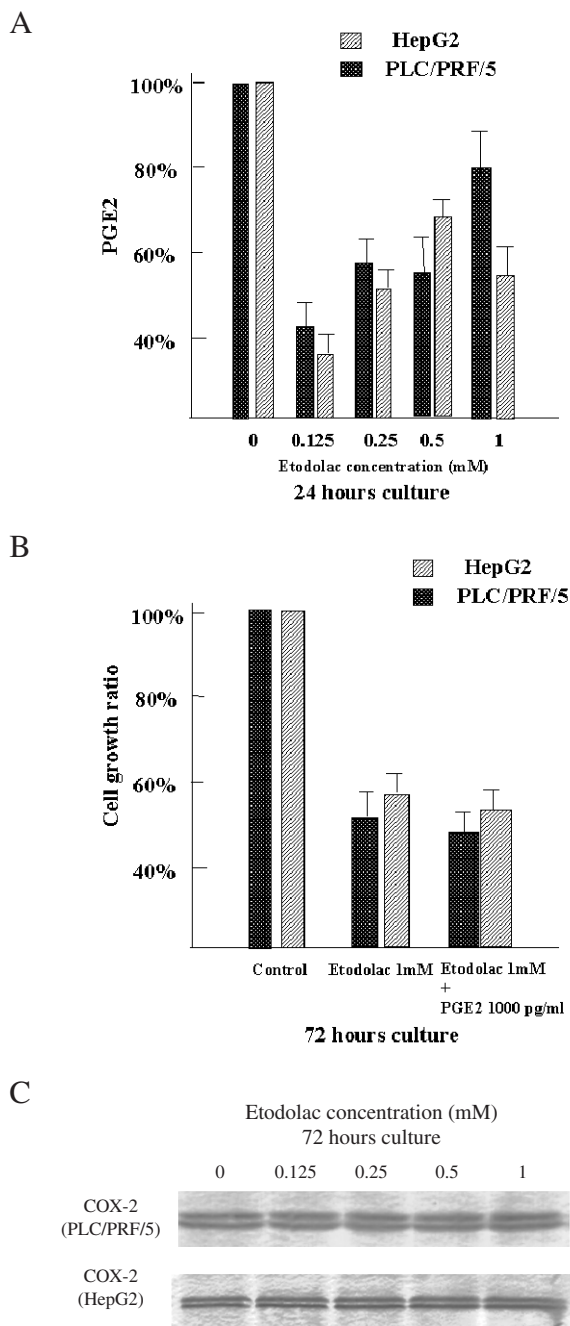 A
HepG2
PLC/PRF/5
100%
80%
60%
40%
PGE2
0 0.125 0.25 0.5 1
Etodolac concentration (mM)
24 hours culture
B
HepG2
PLC/PRF/5
100%
80%
60%
40%
Cell growth ratio
Control Etodolac 1mM Etodolac 1mM
+
PGE2 1000 pg/ml
72 hours culture
C
Etodolac concentration (mM)
72 hours culture
0 0.125 0.25 0.5 1
COX-2
(PLC/PRF/5)
COX-2
(HepG2)